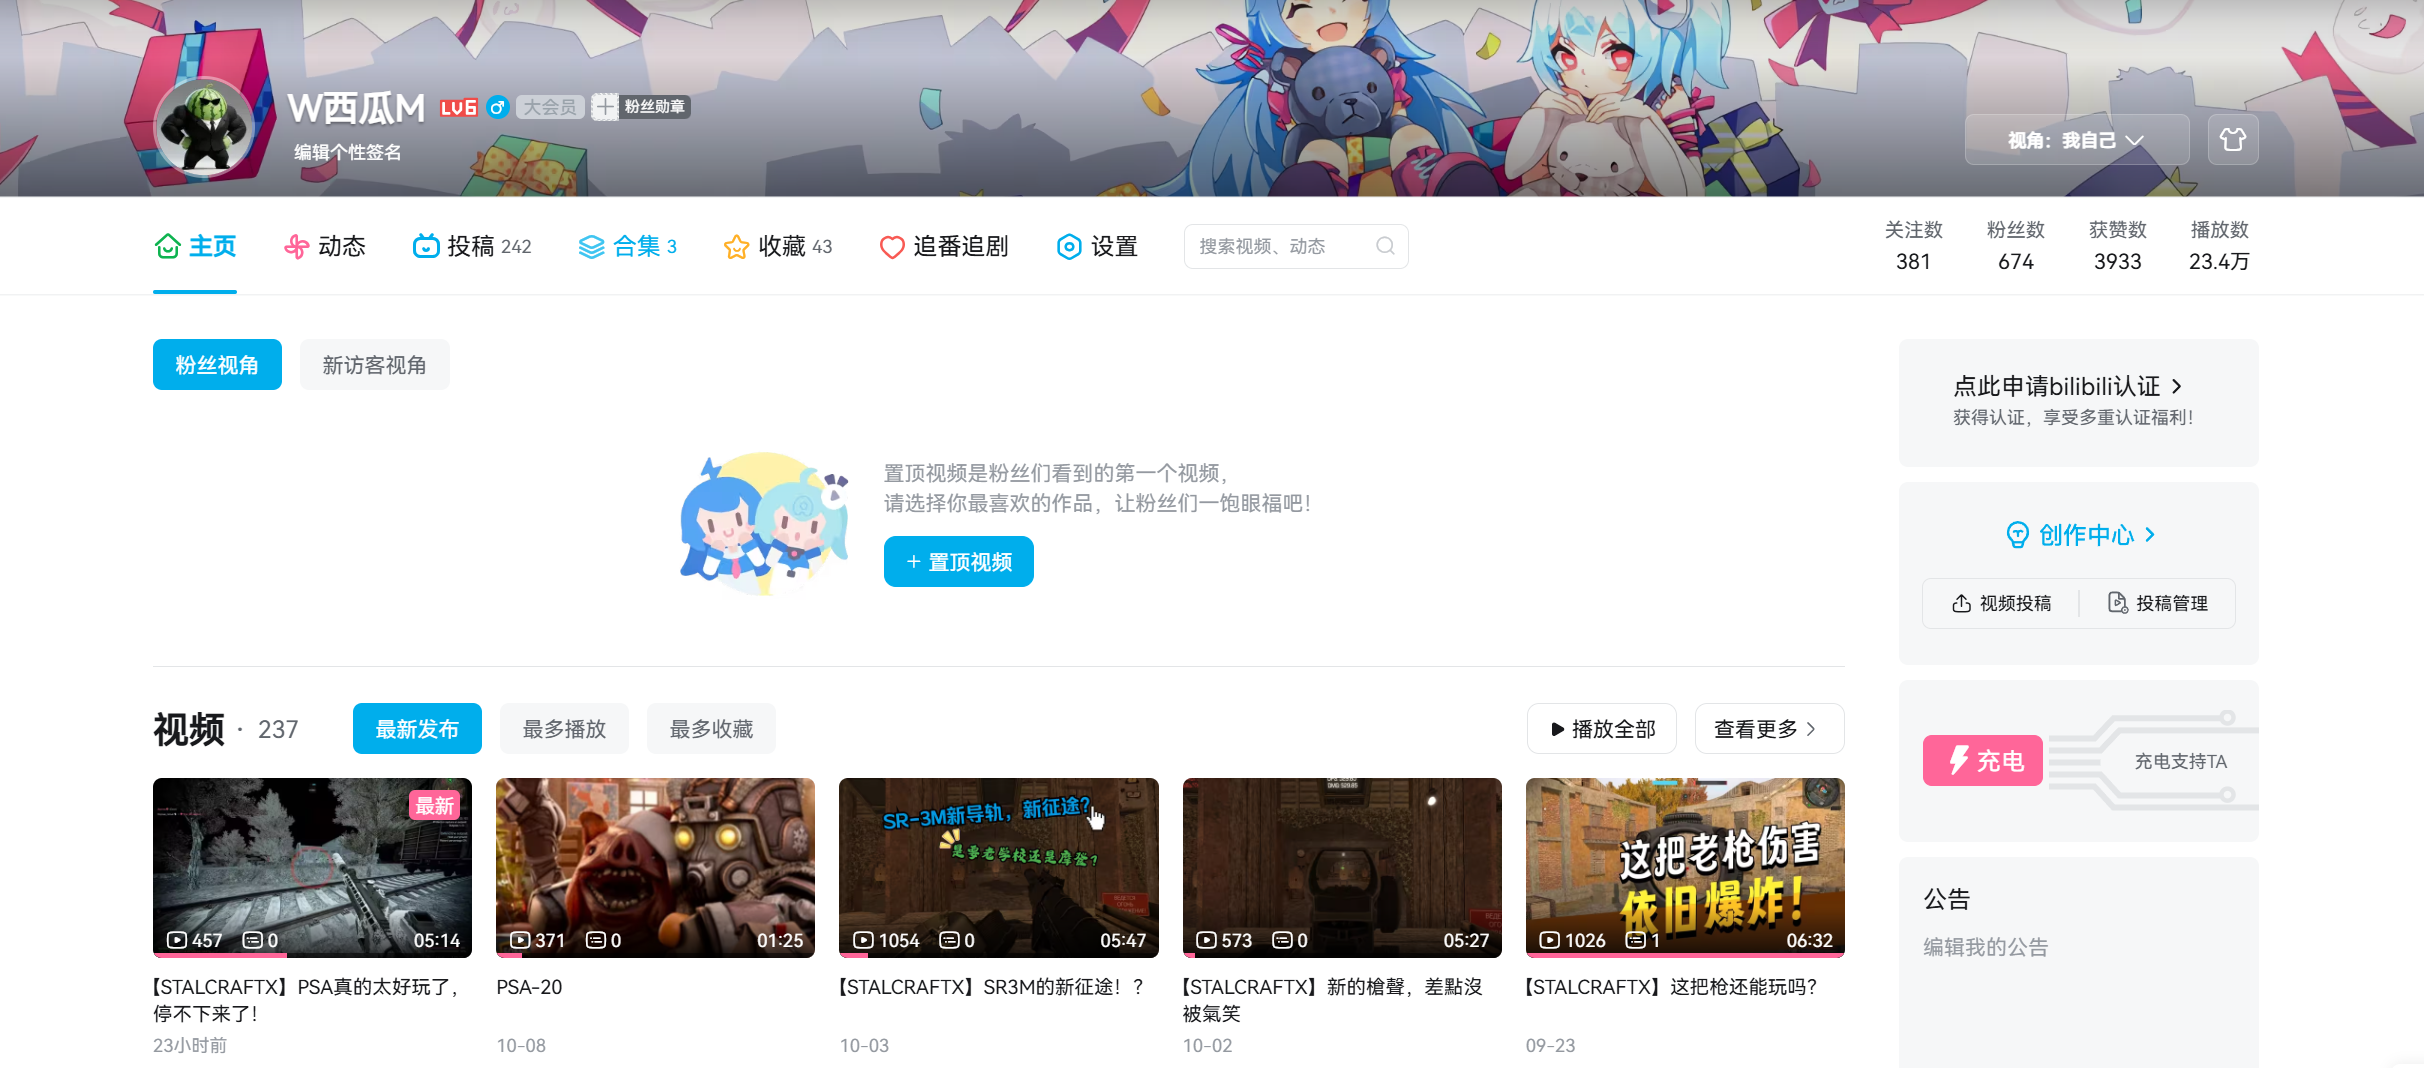 W西瓜M LV6 大会员 粉丝勋章
编辑个性签名
视角：我自己
主页 动态 投稿 242 合集 3 收藏 43 追番追剧 设置 搜索视频、动态
关注数 粉丝数 获赞数 播放数
381 674 3933 23.4万
粉丝视角 新访客视角
置顶视频是粉丝们看到的第一个视频，
请选择你最喜欢的作品，让粉丝们一饱眼福吧！
+ 置顶视频
点此申请bilibili认证
获得认证，享受多重认证福利！
创作中心
视频投稿 投稿管理
充电 充电支持TA
公告
编辑我的公告
视频 · 237 最新发布 最多播放 最多收藏 播放全部 查看更多
最新
457 0 05:14
【STALCRAFTX】PSA真的太好玩了，
停不下来了！
23小时前
371 0 01:25
PSA-20
10-08
SR-3M新导轨，新征途？
是零老学校还是摩登？
1054 0 05:47
【STALCRAFTX】SR3M的新征途！？
10-03
573 0 05:27
【STALCRAFTX】新的槍聲，差點沒
被氣笑
10-02
这把老枪伤害
依旧爆炸！
1026 1 06:32
【STALCRAFTX】这把枪还能玩吗？
09-23